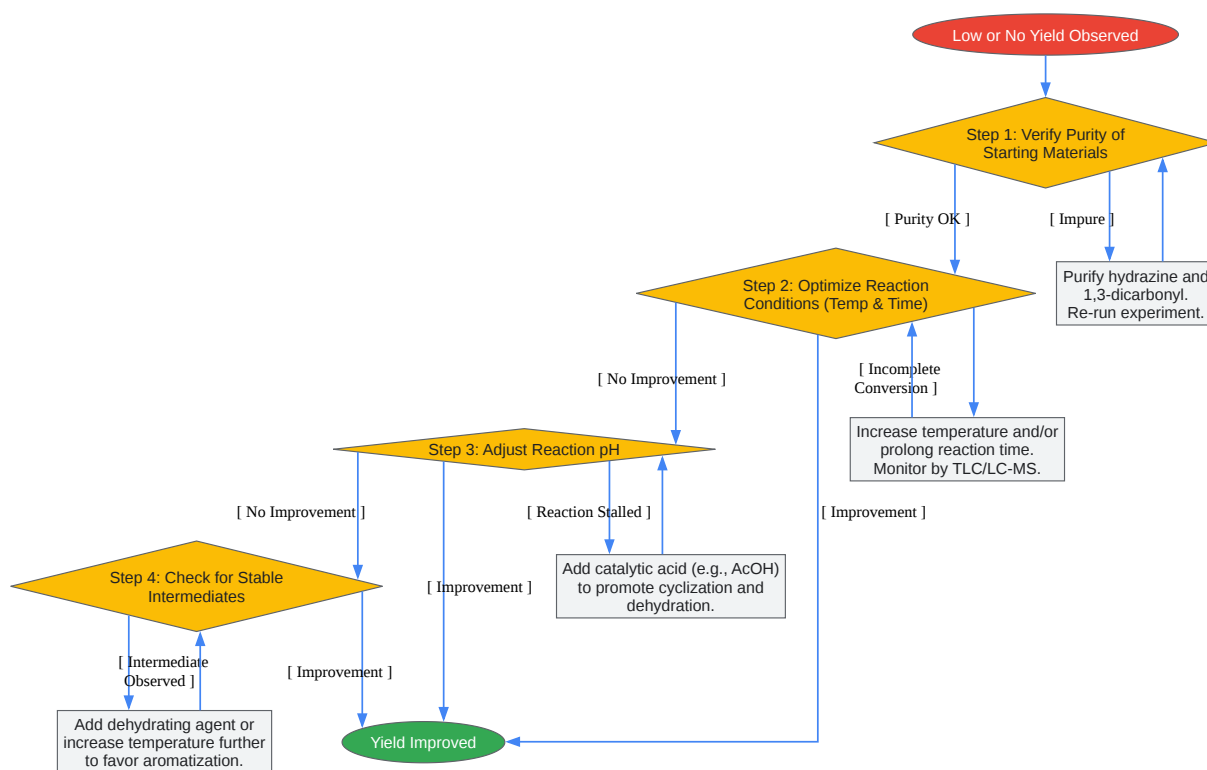 Low or No Yield Observed
Step 1: Verify Purity of
Starting Materials
[ Purity OK ]
[ Impure ]
Purify hydrazine and
1,3-dicarbonyl.
Re-run experiment.
Step 2: Optimize Reaction
Conditions (Temp & Time)
[ No Improvement ]
[ Incomplete
Conversion ]
Increase temperature and/or
prolong reaction time.
Monitor by TLC/LC-MS.
Step 3: Adjust Reaction pH
[ No Improvement ]
[ Reaction Stalled ]
[ Improvement ]
Add catalytic acid (e.g., AcOH)
to promote cyclization and
dehydration.
Step 4: Check for Stable
Intermediates
[ Improvement ]
[ Intermediate
Observed ]
[ Improvement ]
Add dehydrating agent or
increase temperature further
to favor aromatization.
Yield Improved